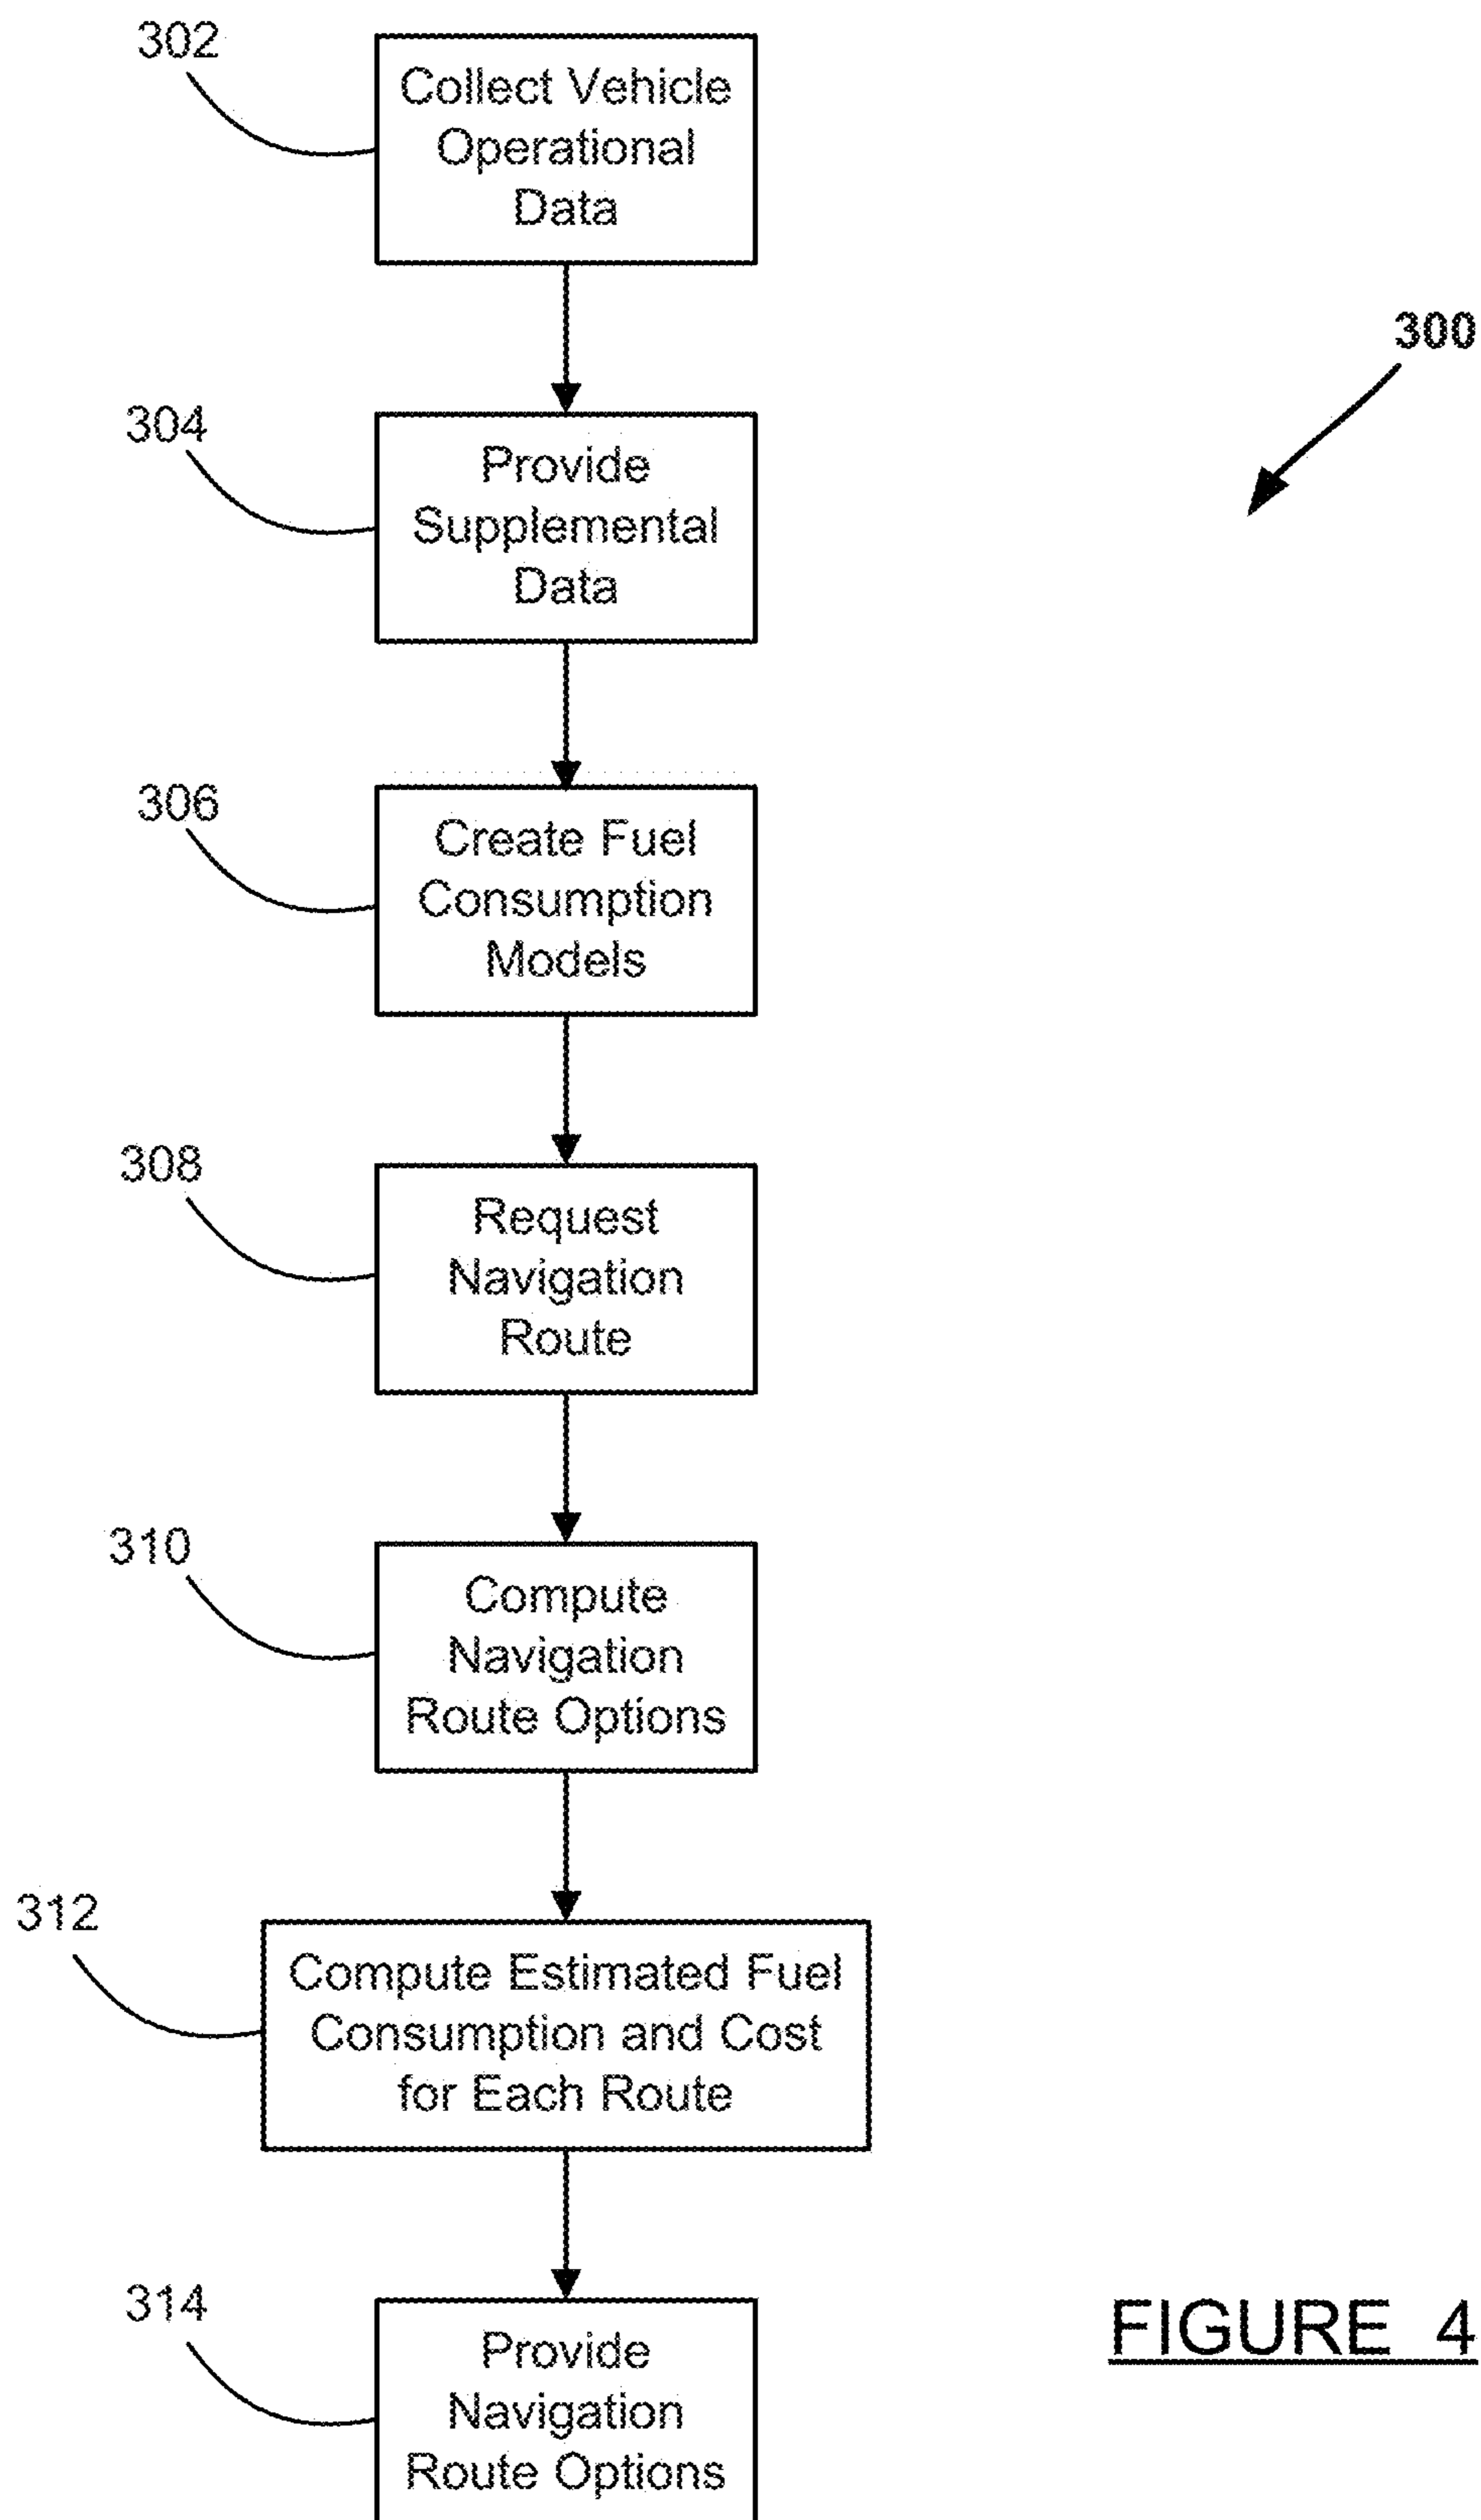 302
Collect Vehicle
Operational
Data
300
304
Provide
Supplemental
Data
306
Create Fuel
Consumption
Models
308
Request
Navigation
Route
310
Compute
Navigation
Route Options
312
Compute Estimated Fuel
Consumption and Cost
for Each Route
314
Provide
Navigation
Route Options
FIGURE 4